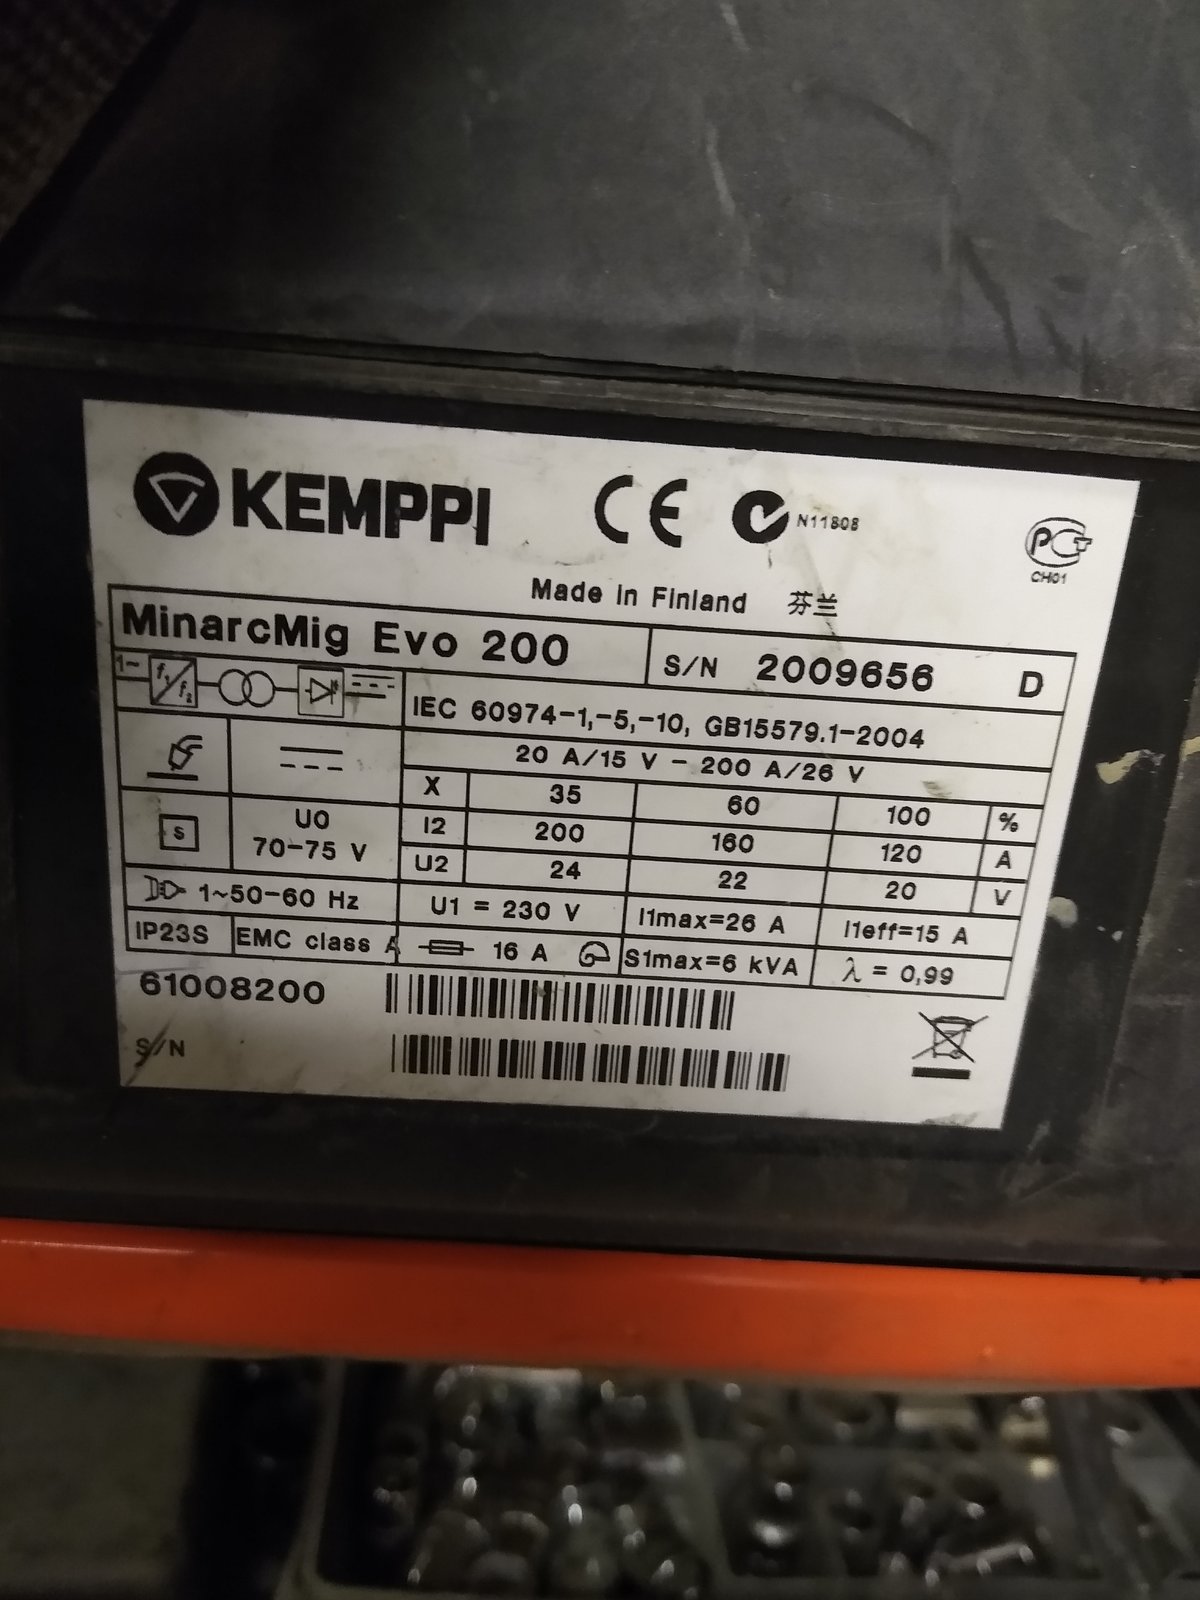 KEMPPI CE N11808
PCT
CH01
Made in Finland 芬兰
MinarcMig Evo 200
S/N 2009656 D
1~ f1/f2
IEC 60974-1,-5,-10, GB15579.1-2004
20 A/15 V - 200 A/26 V
X 35 60 100 %
S U0 I2 200 160 120 A
70-75 V U2 24 22 20 V
1~50-60 Hz U1 = 230 V I1max=26 A I1eff=15 A
IP23S EMC class A 16 A S1max=6 kVA λ = 0,99
61008200
S/N